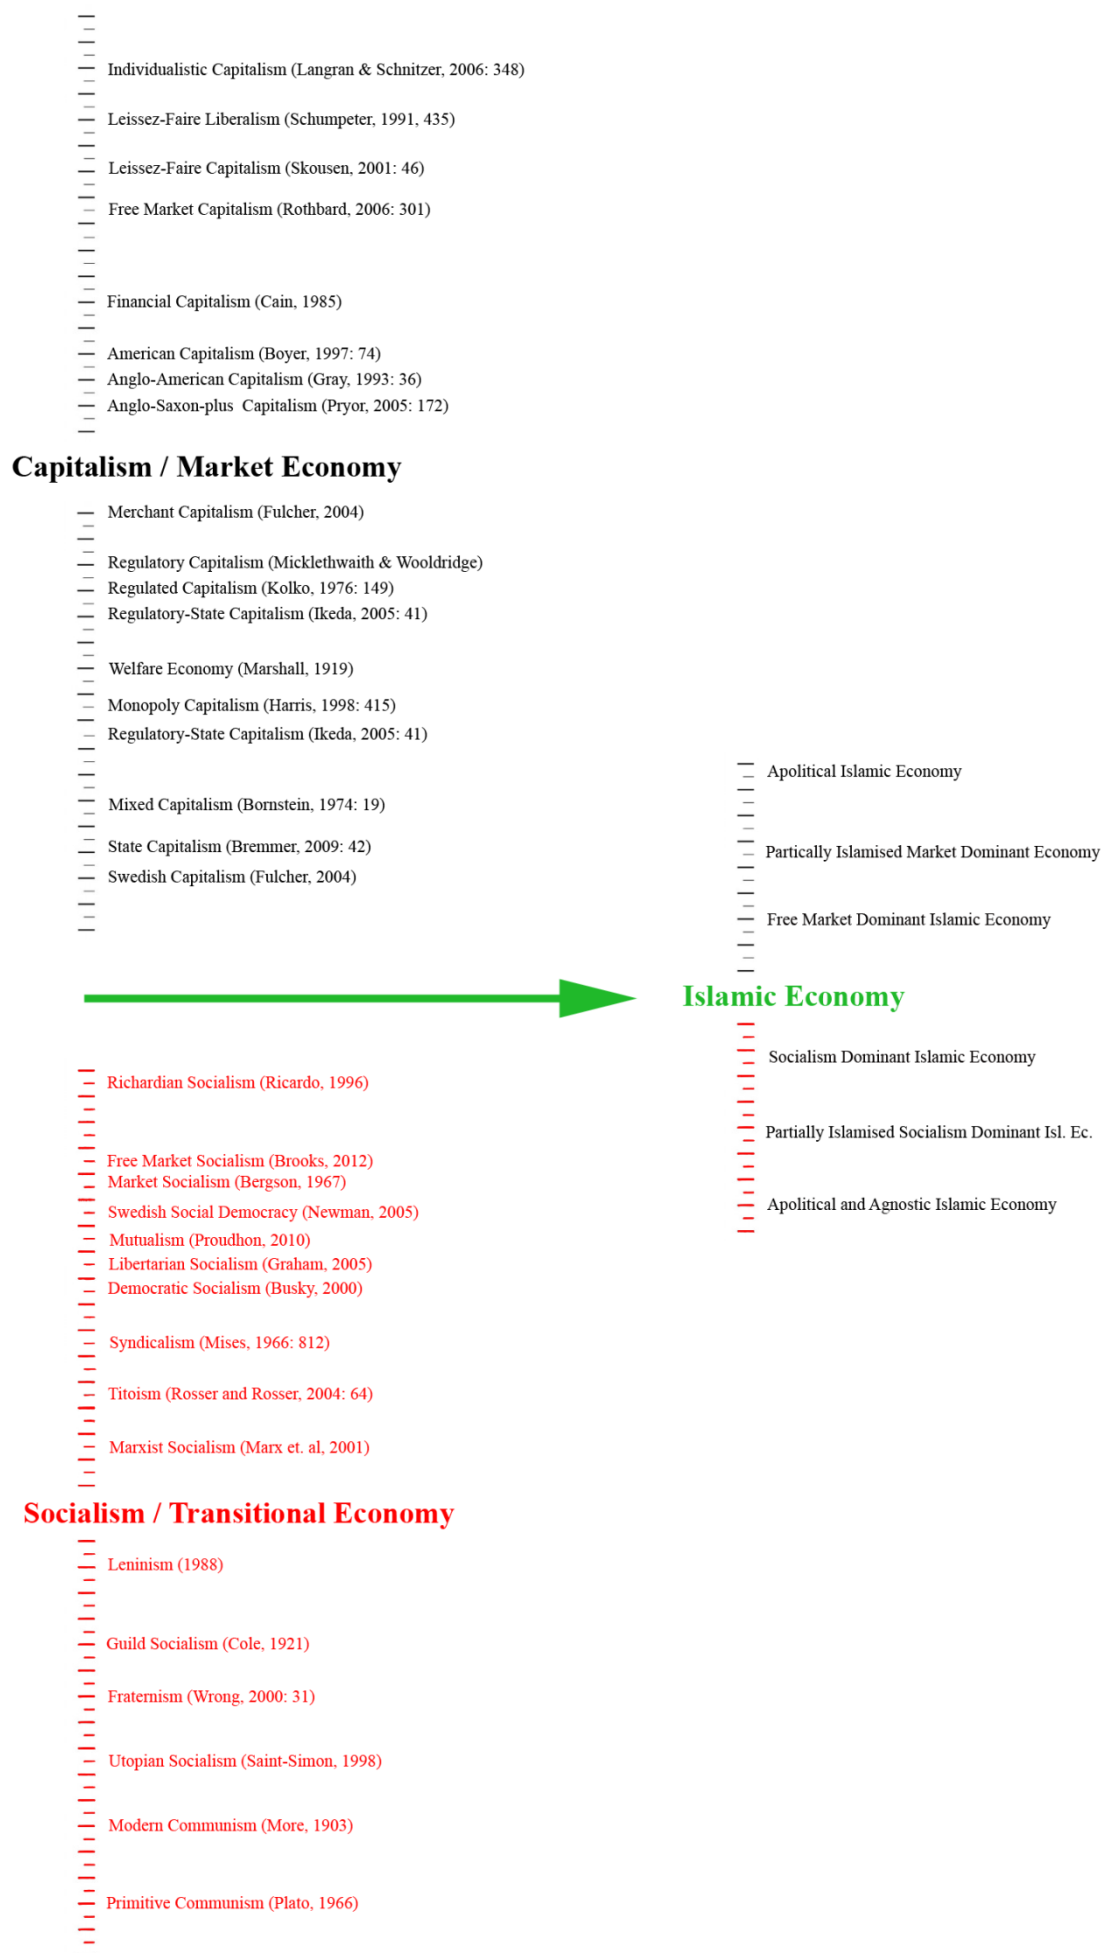 Individualistic Capitalism (Langran & Schnitzer, 2006: 348)
Leissez-Faire Liberalism (Schumpeter, 1991, 435)
Leissez-Faire Capitalism (Skousen, 2001: 46)
Free Market Capitalism (Rothbard, 2006: 301)
Financial Capitalism (Cain, 1985)
American Capitalism (Boyer, 1997: 74)
Anglo-American Capitalism (Gray, 1993: 36)
Anglo-Saxon-plus Capitalism (Pryor, 2005: 172)
Capitalism / Market Economy
Merchant Capitalism (Fulcher, 2004)
Regulatory Capitalism (Micklethwaith & Wooldridge)
Regulated Capitalism (Kolko, 1976: 149)
Regulatory-State Capitalism (Ikeda, 2005: 41)
Welfare Economy (Marshall, 1919)
Monopoly Capitalism (Harris, 1998: 415)
Regulatory-State Capitalism (Ikeda, 2005: 41)
Mixed Capitalism (Bornstein, 1974: 19)
State Capitalism (Bremmer, 2009: 42)
Swedish Capitalism (Fulcher, 2004)
Apolitical Islamic Economy
Partically Islamised Market Dominant Economy
Free Market Dominant Islamic Economy
Islamic Economy
Socialism Dominant Islamic Economy
Partially Islamised Socialism Dominant Isl. Ec.
Apolitical and Agnostic Islamic Economy
Richardian Socialism (Ricardo, 1996)
Free Market Socialism (Brooks, 2012)
Market Socialism (Bergson, 1967)
Swedish Social Democracy (Newman, 2005)
Mutualism (Proudhon, 2010)
Libertarian Socialism (Graham, 2005)
Democratic Socialism (Busky, 2000)
Syndicalism (Mises, 1966: 812)
Titoism (Rosser and Rosser, 2004: 64)
Marxist Socialism (Marx et. al, 2001)
Socialism / Transitional Economy
Leninism (1988)
Guild Socialism (Cole, 1921)
Fraternism (Wrong, 2000: 31)
Utopian Socialism (Saint-Simon, 1998)
Modern Communism (More, 1903)
Primitive Communism (Plato, 1966)